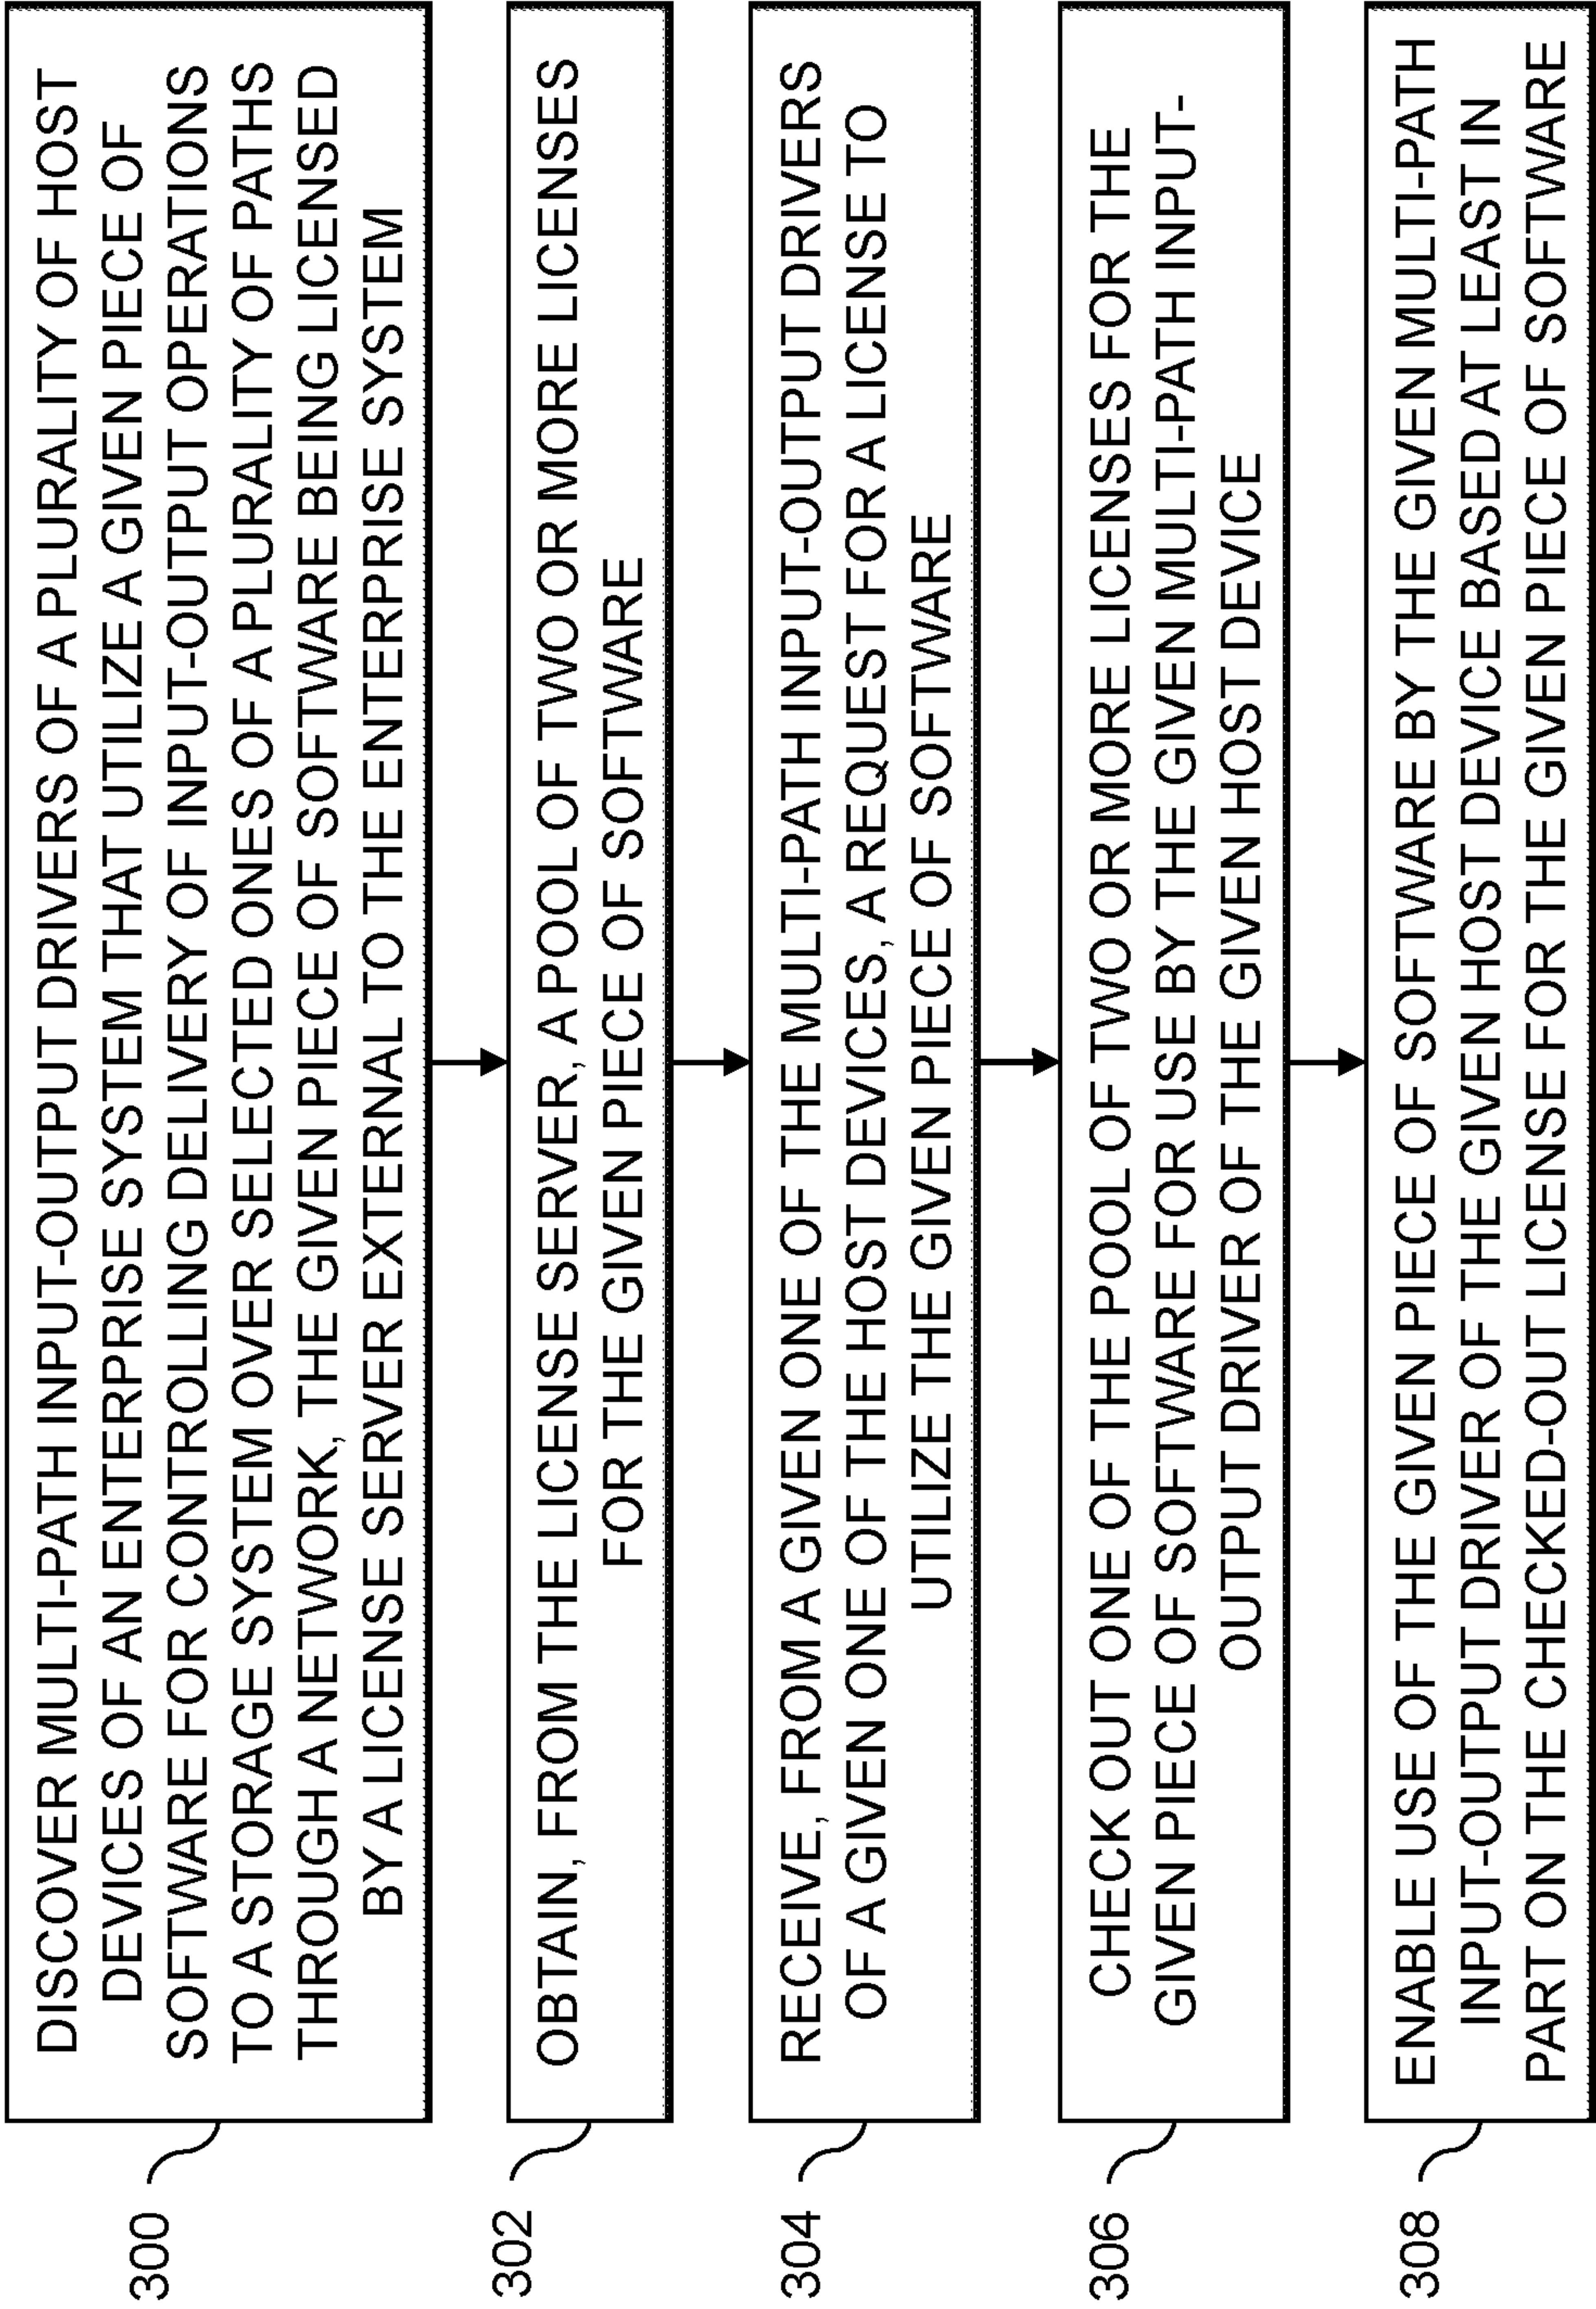 DISCOVER MULTI-PATH INPUT-OUTPUT DRIVERS OF A PLURALITY OF HOST
DEVICES OF AN ENTERPRISE SYSTEM THAT UTILIZE A GIVEN PIECE OF
SOFTWARE FOR CONTROLLING DELIVERY OF INPUT-OUTPUT OPERATIONS
TO A STORAGE SYSTEM OVER SELECTED ONES OF A PLURALITY OF PATHS
THROUGH A NETWORK, THE GIVEN PIECE OF SOFTWARE BEING LICENSED
BY A LICENSE SERVER EXTERNAL TO THE ENTERPRISE SYSTEM
300
OBTAIN, FROM THE LICENSE SERVER, A POOL OF TWO OR MORE LICENSES
FOR THE GIVEN PIECE OF SOFTWARE
302
RECEIVE, FROM A GIVEN ONE OF THE MULTI-PATH INPUT-OUTPUT DRIVERS
OF A GIVEN ONE OF THE HOST DEVICES, A REQUEST FOR A LICENSE TO
UTILIZE THE GIVEN PIECE OF SOFTWARE
304
CHECK OUT ONE OF THE POOL OF TWO OR MORE LICENSES FOR THE
GIVEN PIECE OF SOFTWARE FOR USE BY THE GIVEN MULTI-PATH INPUT-
OUTPUT DRIVER OF THE GIVEN HOST DEVICE
306
ENABLE USE OF THE GIVEN PIECE OF SOFTWARE BY THE GIVEN MULTI-PATH
INPUT-OUTPUT DRIVER OF THE GIVEN HOST DEVICE BASED AT LEAST IN
PART ON THE CHECKED-OUT LICENSE FOR THE GIVEN PIECE OF SOFTWARE
308